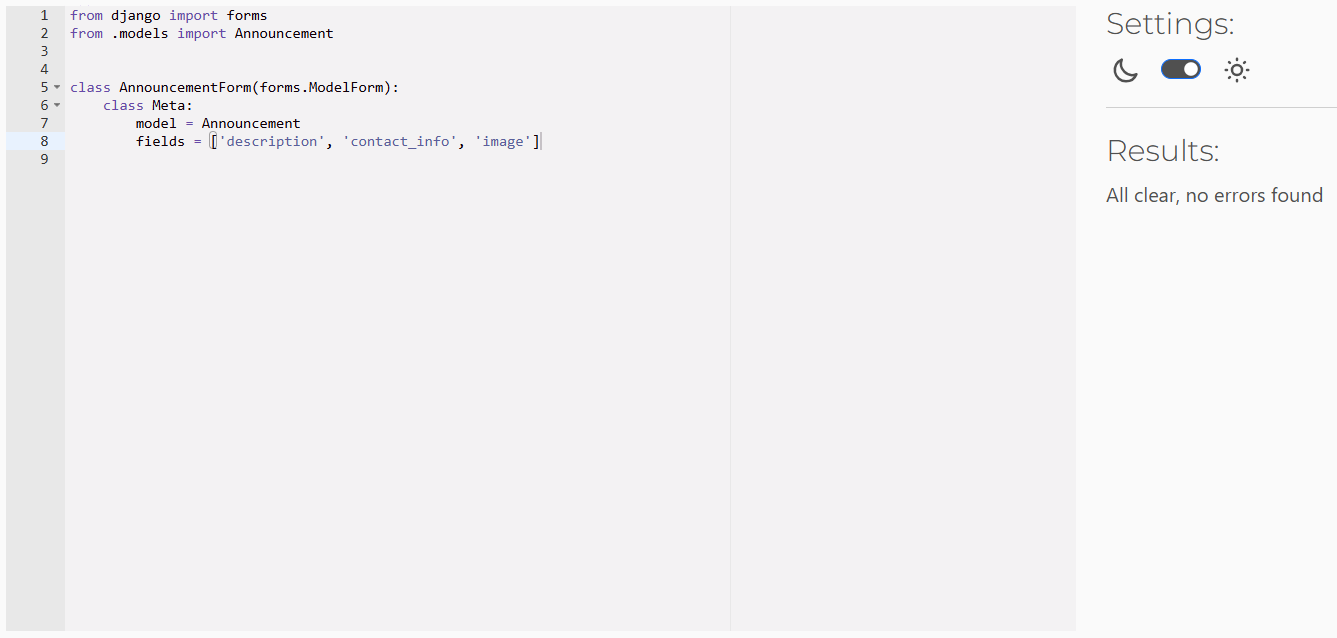 1 from django import forms
2 from .models import Announcement
3
4
5 class AnnouncementForm(forms.ModelForm):
6     class Meta:
7         model = Announcement
8         fields = ['description', 'contact_info', 'image']
9
Settings:
Results:
All clear, no errors found